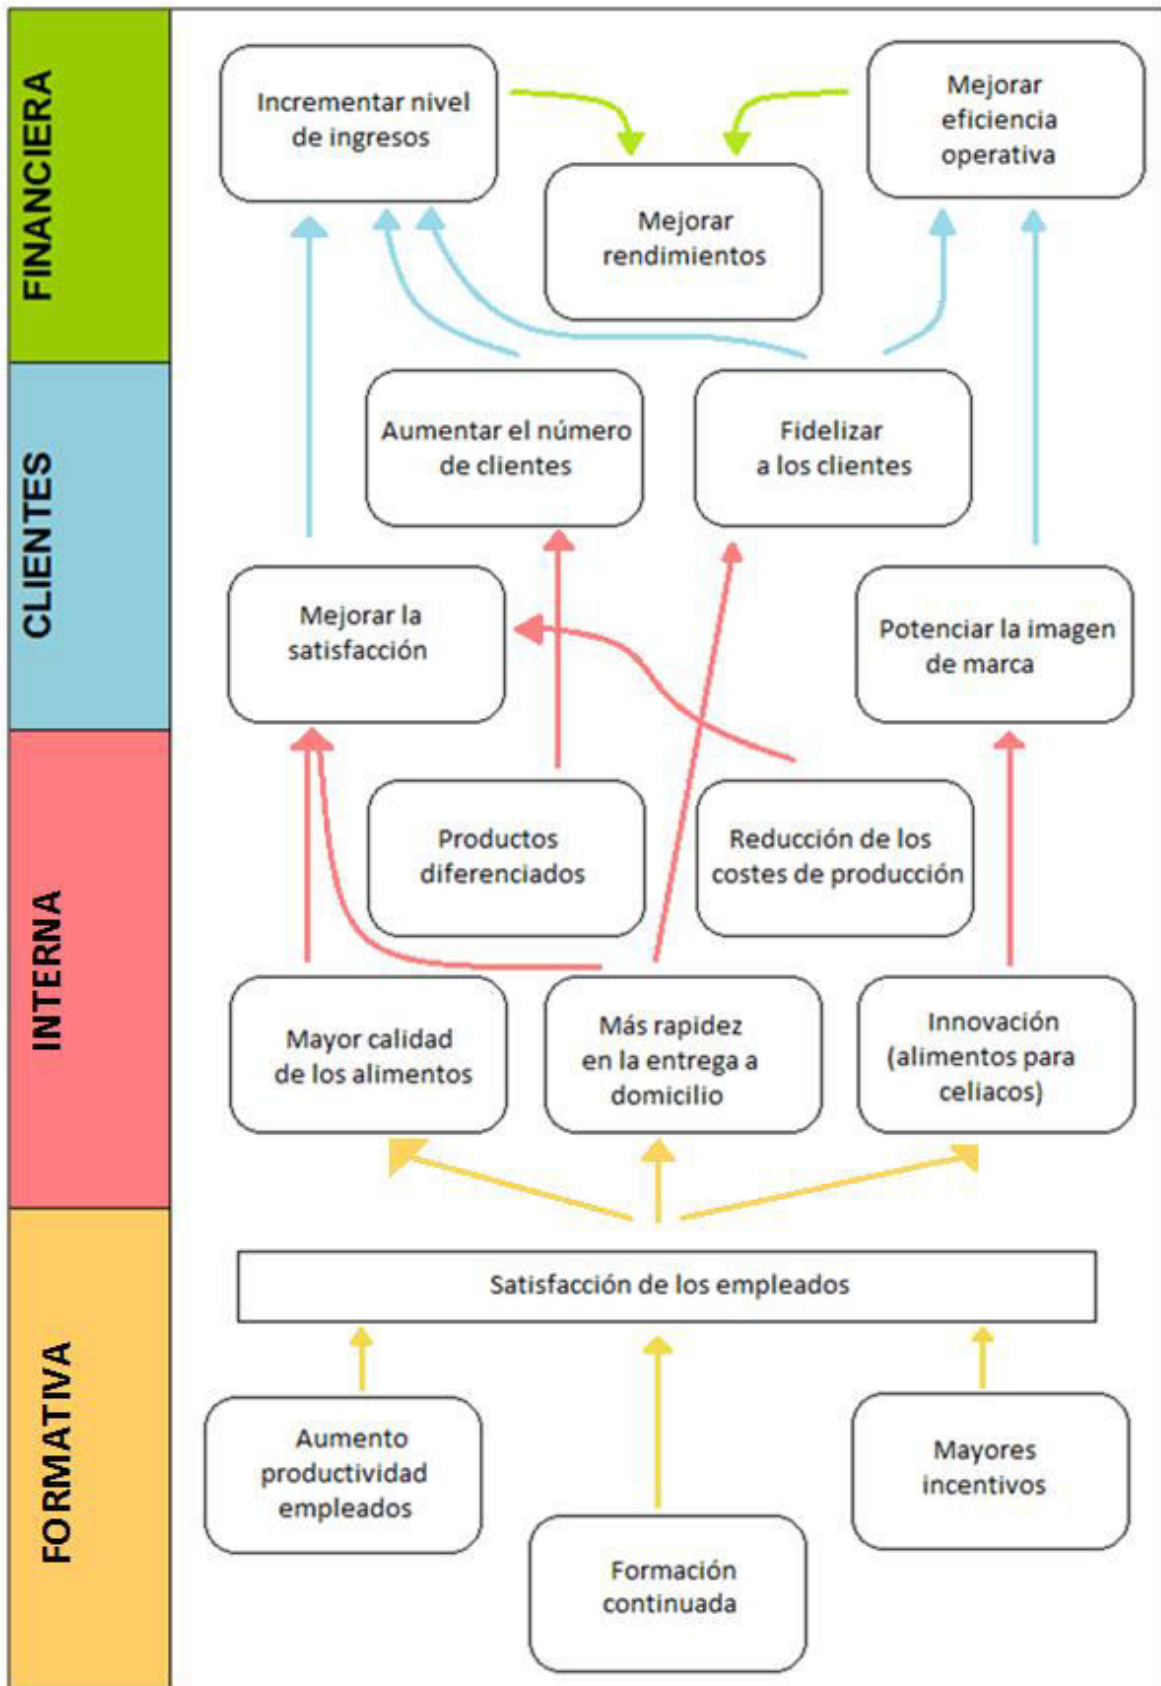 FINANCIERA
Incrementar nivel
de ingresos
Mejorar
eficiencia
operativa
Mejorar
rendimientos
CLIENTES
Aumentar el número
de clientes
Fidelizar
a los clientes
Mejorar la
satisfacción
Potenciar la imagen
de marca
INTERNA
Productos
diferenciados
Reducción de los
costes de producción
Mayor calidad
de los alimentos
Más rapidez
en la entrega a
domicilio
Innovación
(alimentos para
celiacos)
FORMATIVA
Satisfacción de los empleados
Aumento
productividad
empleados
Formación
continuada
Mayores
incentivos